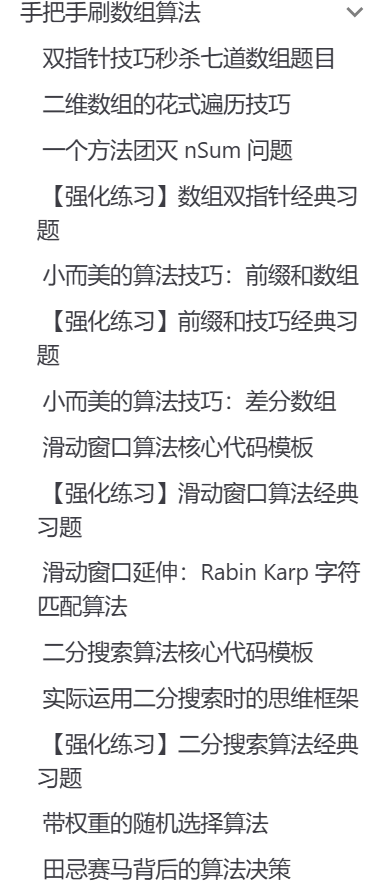 手把手刷数组算法
双指针技巧秒杀七道数组题目
二维数组的花式遍历技巧
一个方法团灭 nSum 问题
【强化练习】数组双指针经典习
题
小而美的算法技巧：前缀和数组
【强化练习】前缀和技巧经典习
题
小而美的算法技巧：差分数组
滑动窗口算法核心代码模板
【强化练习】滑动窗口算法经典
习题
滑动窗口延伸：Rabin Karp 字符
匹配算法
二分搜索算法核心代码模板
实际运用二分搜索时的思维框架
【强化练习】二分搜索算法经典
习题
带权重的随机选择算法
田忌赛马背后的算法决策